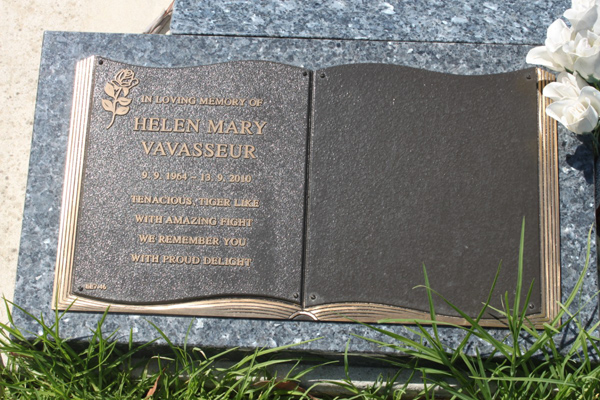 IN LOVING MEMORY OF
HELEN MARY
VAVASSEUR
9. 9. 1964 – 13. 9. 2010
TENACIOUS, TIGER LIKE
WITH AMAZING FIGHT
WE REMEMBER YOU
WITH PROUD DELIGHT